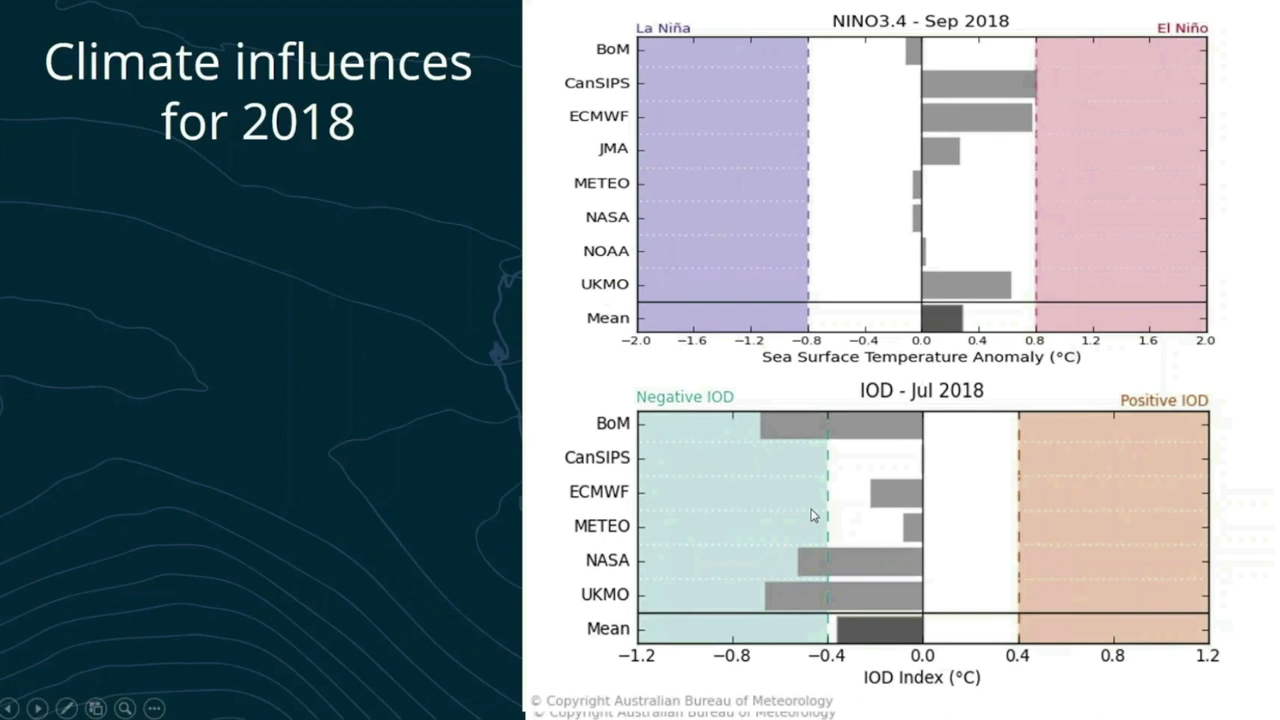 Climate influences
for 2018
NINO3.4 - Sep 2018
La Niña
El Niño
BoM
CanSIPS
ECMWF
JMA
METEO
NASA
NOAA
UKMO
Mean
−2.0 −1.6 −1.2 −0.8 −0.4 0.0 0.4 0.8 1.2 1.6 2.0
Sea Surface Temperature Anomaly (°C)
IOD - Jul 2018
Negative IOD
Positive IOD
BoM
CanSIPS
ECMWF
METEO
NASA
UKMO
Mean
−1.2 −0.8 −0.4 0.0 0.4 0.8 1.2
IOD Index (°C)
© Copyright Australian Bureau of Meteorology
© Copyright Australian Bureau of Meteorology